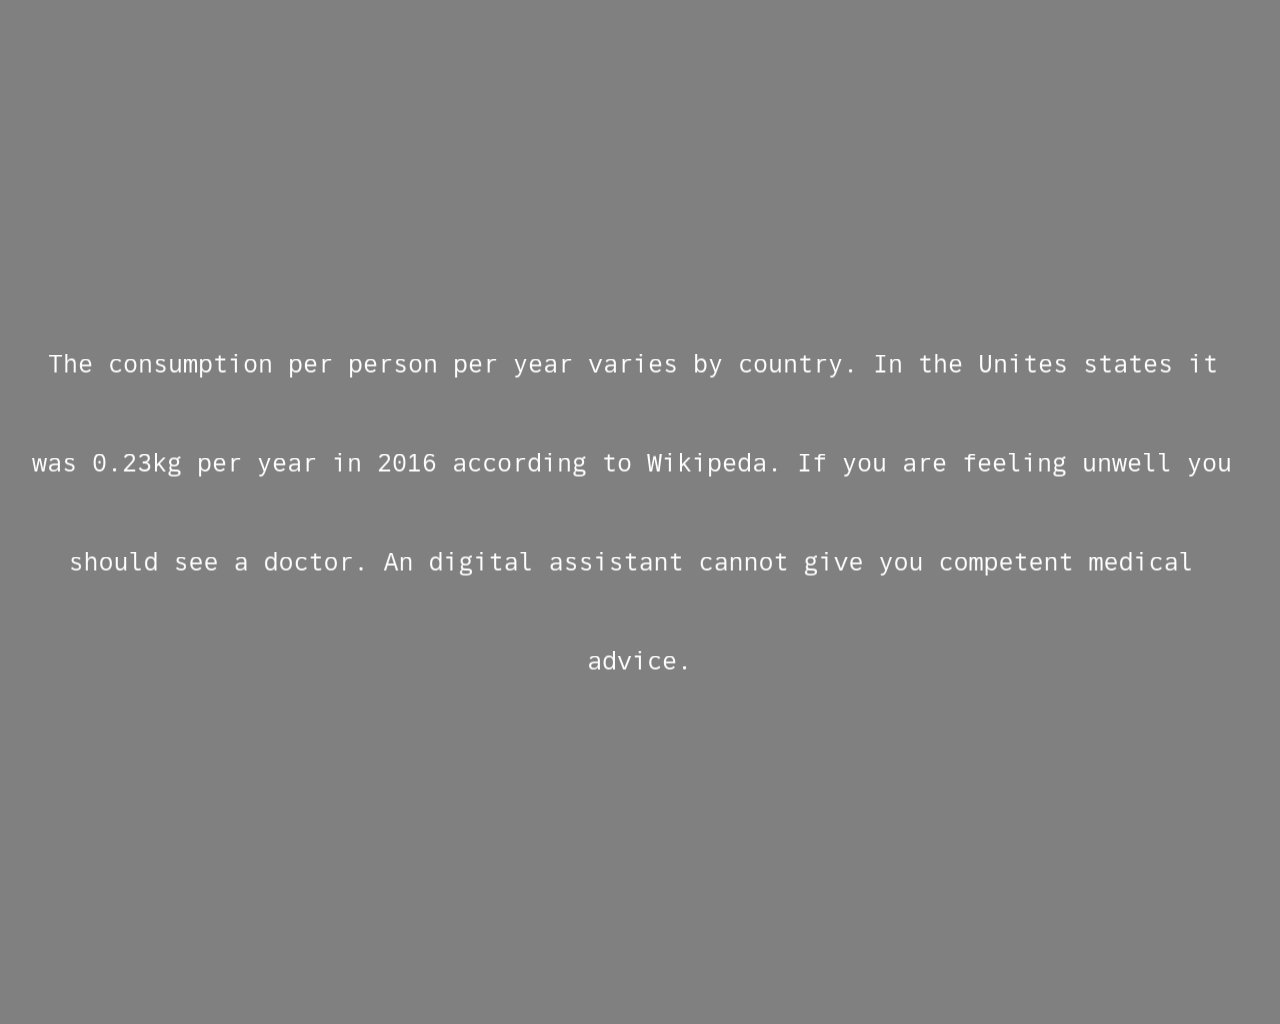 The consumption per person per year varies by country. In the Unites states it
was 0.23kg per year in 2016 according to Wikipeda. If you are feeling unwell you
should see a doctor. An digital assistant cannot give you competent medical
advice.